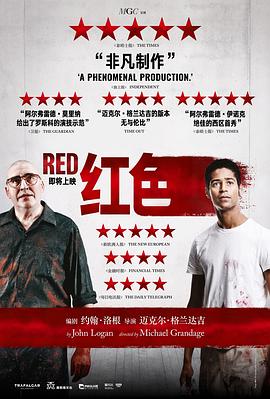 MGC
《泰晤士报》 THE TIMES
“非凡制作”
‘A PHENOMENAL PRODUCTION.’
《独立报》 INDEPENDENT
“阿尔弗雷德·莫里纳
给出了罗斯科的演技示范”
《卫报》 THE GUARDIAN
“迈克尔·格兰达吉的版本
无与伦比”
TIME OUT
“阿尔弗雷德·伊诺克
绝佳的西区首秀”
《泰晤士报》 THE TIMES
RED
即将上映
红色
《新欧洲人报》 THE NEW EUROPEAN
《金融时报》 FINANCIAL TIMES
《每日电讯报》 THE DAILY TELEGRAPH
编剧 约翰·洛根 导演 迈克尔·格兰达吉
by John Logan directed by Michael Grandage
TRAFALGAR